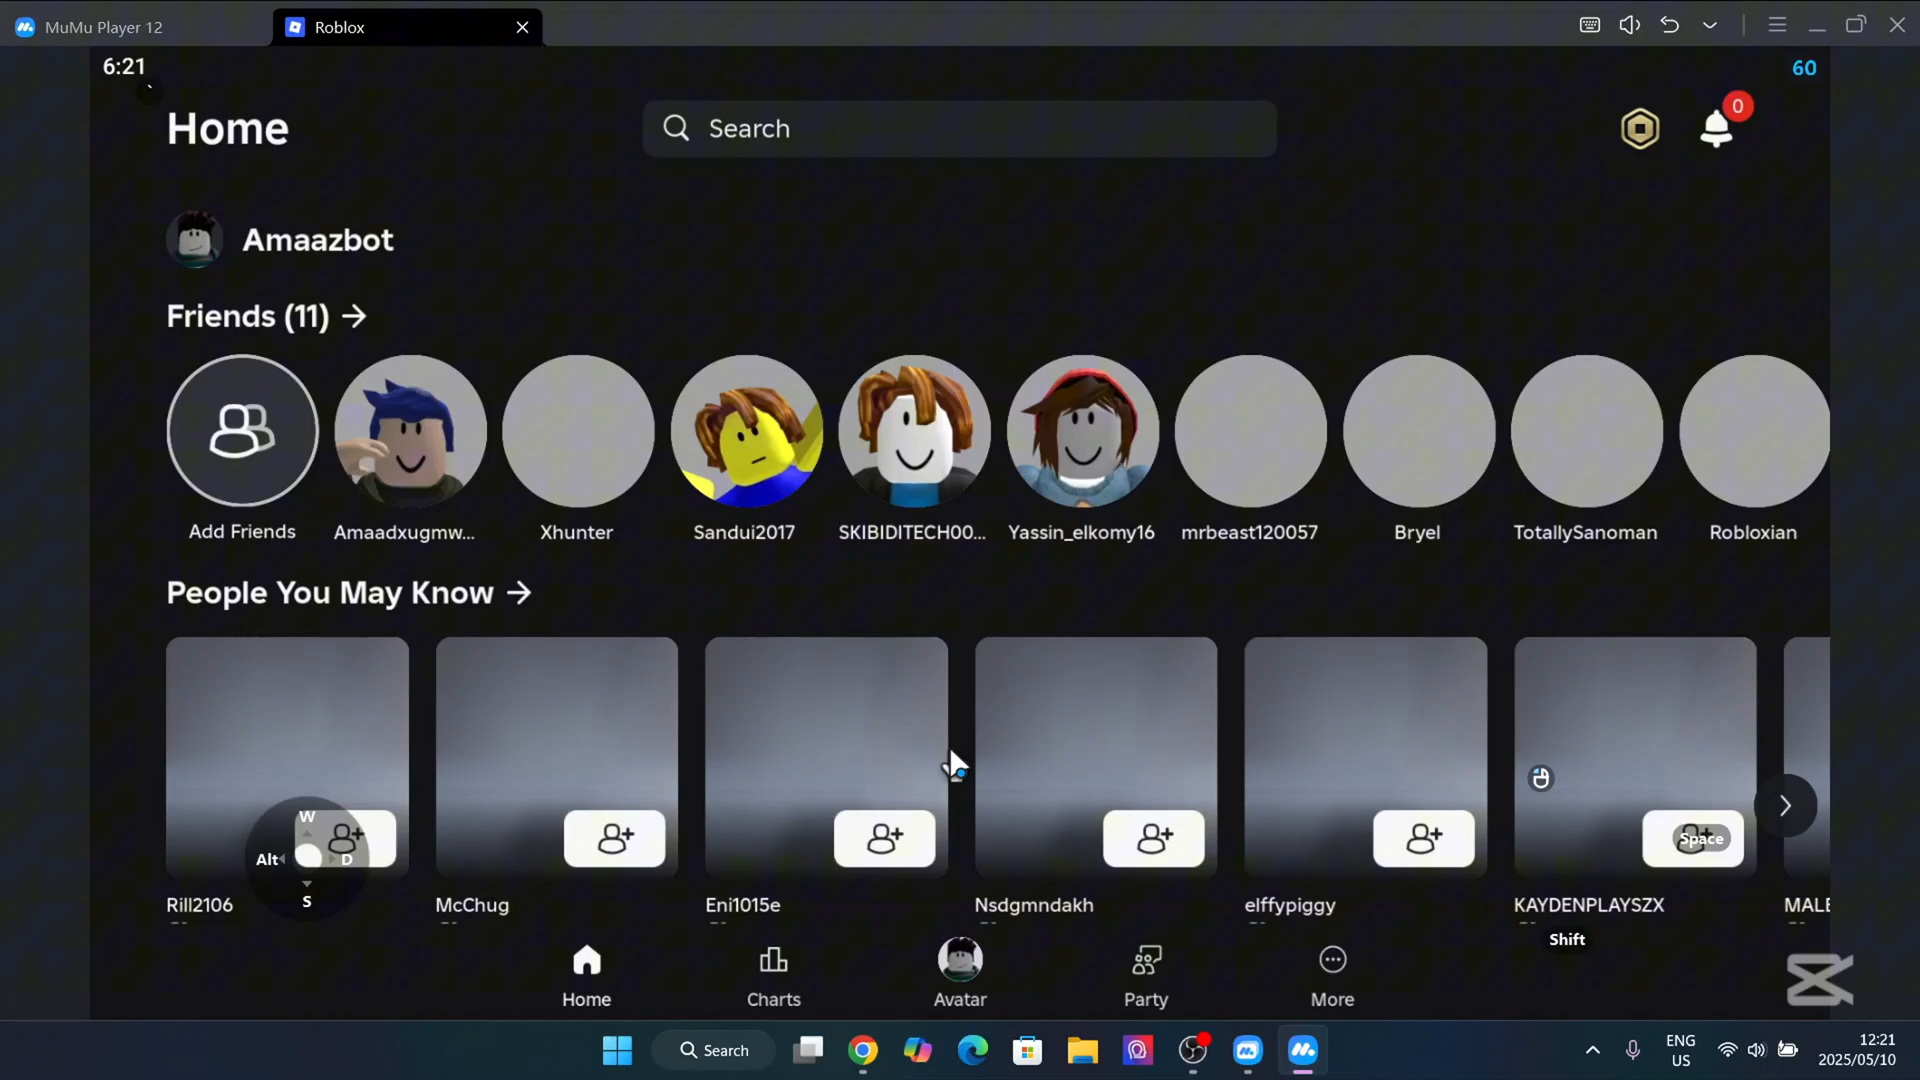 MuMu Player 12
Roblox
6:21
60
Home
Search
0
Amaazbot
Friends (11)
Add Friends
Amaadxugmw...
Xhunter
Sandui2017
SKIBIDITECH00...
Yassin_elkomy16
mrbeast120057
Bryel
TotallySanoman
Robloxian
People You May Know
W
Alt
D
S
Space
Rill2106
McChug
Eni1015e
Nsdgmndakh
elffypiggy
KAYDENPLAYSZX
Shift
Home
Charts
Avatar
Party
More
Search
ENG
US
12:21
2025/05/10